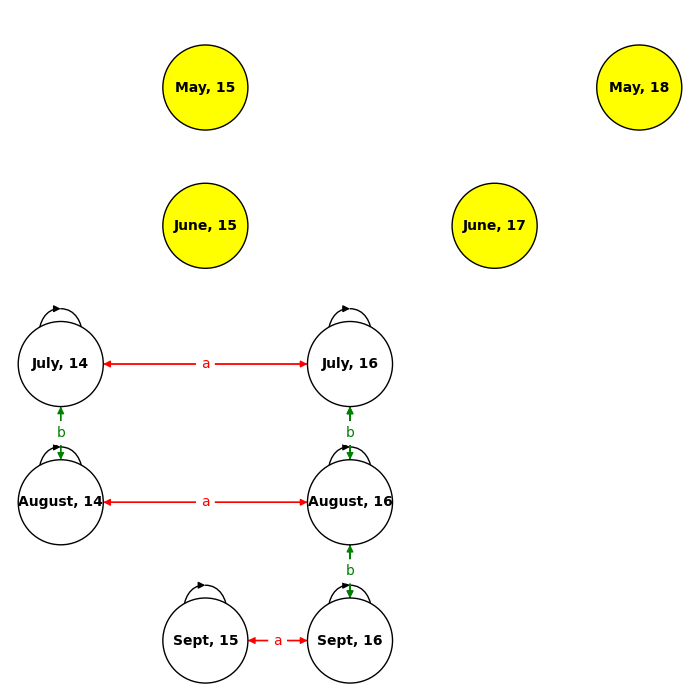 May, 15
May, 18
June, 15
June, 17
July, 14
a
July, 16
b
b
August, 14
a
August, 16
b
Sept, 15
a
Sept, 16